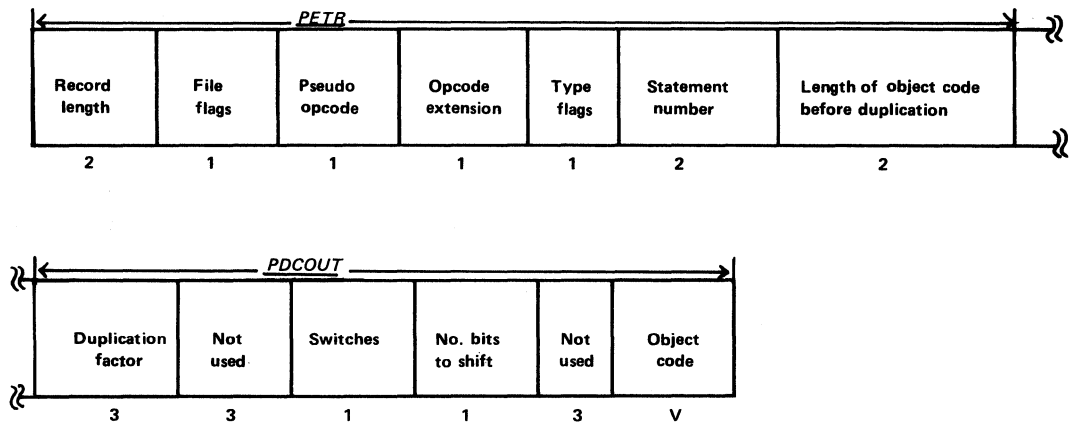 PETR
Record length
File flags
Pseudo opcode
Opcode extension
Type flags
Statement number
Length of object code before duplication
2
1
1
1
1
2
2
PDCOUT
Duplication factor
Not used
Switches
No. bits to shift
Not used
Object code
3
3
1
1
3
V